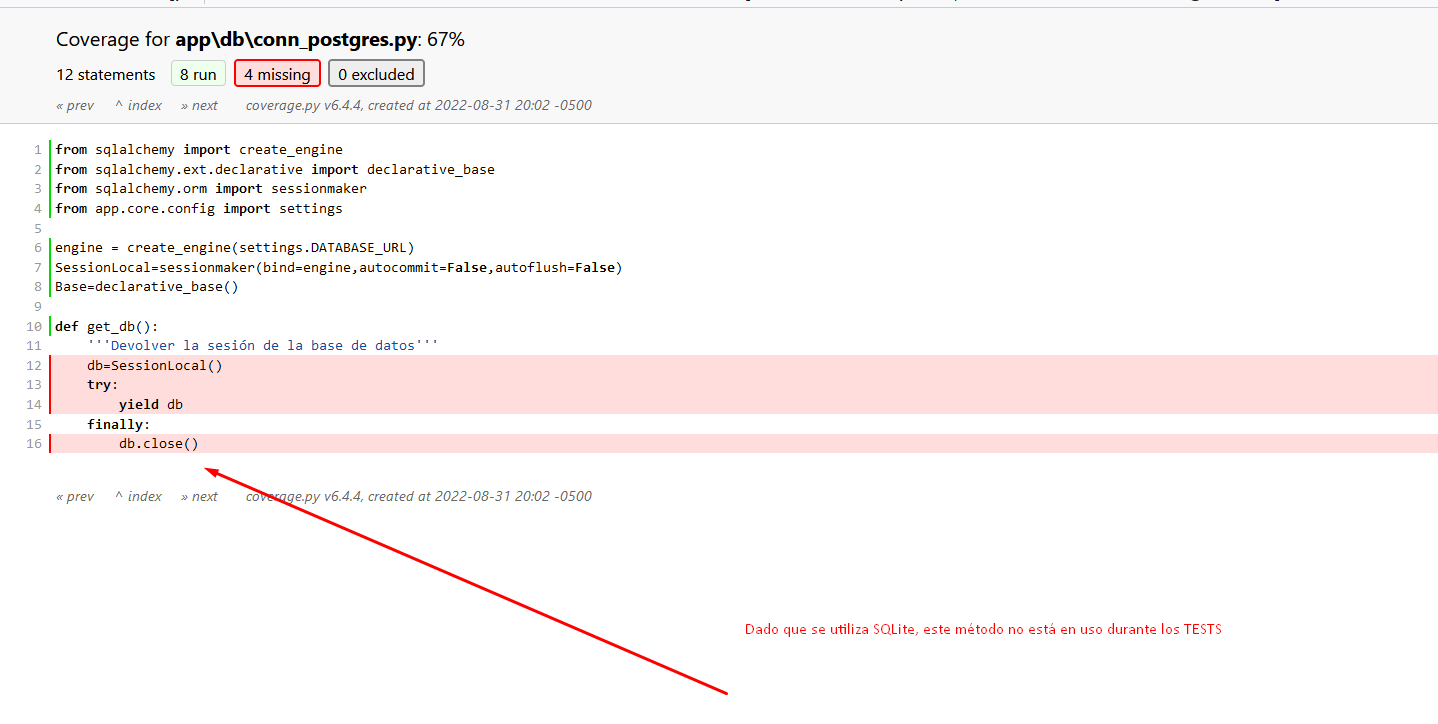 Coverage for app\db\conn_postgres.py: 67%
12 statements 8 run 4 missing 0 excluded
« prev ^ index » next coverage.py v6.4.4, created at 2022-08-31 20:02 -0500
1 from sqlalchemy import create_engine
2 from sqlalchemy.ext.declarative import declarative_base
3 from sqlalchemy.orm import sessionmaker
4 from app.core.config import settings
5
6 engine = create_engine(settings.DATABASE_URL)
7 SessionLocal=sessionmaker(bind=engine,autocommit=False,autoflush=False)
8 Base=declarative_base()
9
10 def get_db():
11 '''Devolver la sesión de la base de datos'''
12 db=SessionLocal()
13 try:
14 yield db
15 finally:
16 db.close()
« prev ^ index » next coverage.py v6.4.4, created at 2022-08-31 20:02 -0500
Dado que se utiliza SQLite, este método no está en uso durante los TESTS